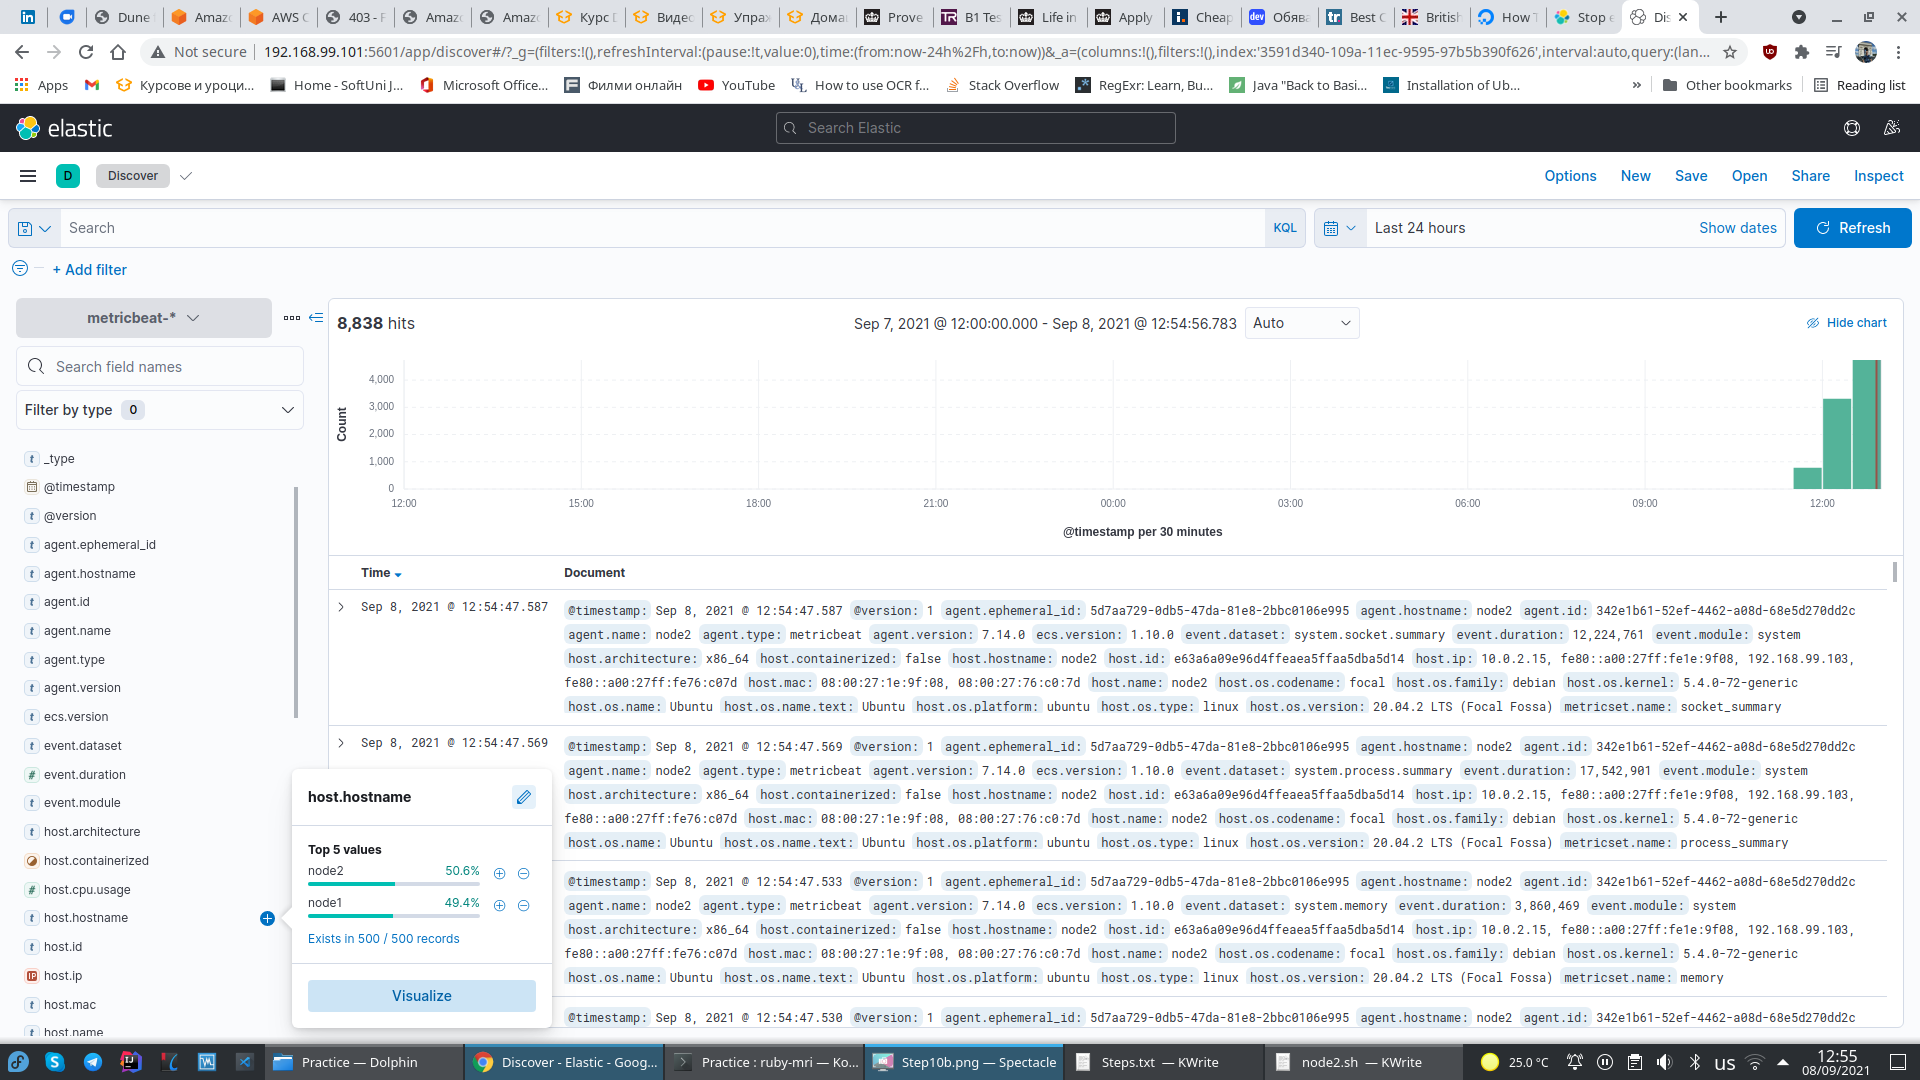 Dune
Amazo
AWS C
403 - F
Amazo
Amazo
Курс D
Видео
Упраж
Дома
Prove
B1 Tes
Life in
Apply
Cheap
Обява
Best C
British
How T
Stop e
Dis
Not secure
192.168.99.101:5601/app/discover#/?_g=(filters:!(),refreshInterval:(pause:!t,value:0),time:(from:now-24h%2Fh,to:now))&_a=(columns:!(),filters:!(),index:'3591d340-109a-11ec-9595-97b5b390f626',interval:auto,query:(lan...
Apps
Курсове и уроци...
Home - SoftUni J...
Microsoft Office...
Филми онлайн
YouTube
How to use OCR f...
Stack Overflow
RegExr: Learn, Bu...
Java "Back to Basi...
Installation of Ub...
»
Other bookmarks
Reading list
elastic
Search Elastic
D
Discover
Options
New
Save
Open
Share
Inspect
Search
KQL
Last 24 hours
Show dates
Refresh
+ Add filter
metricbeat-*
8,838 hits
Sep 7, 2021 @ 12:00:00.000 - Sep 8, 2021 @ 12:54:56.783
Auto
Hide chart
Search field names
Filter by type 0
Count
4,000
3,000
2,000
1,000
0
12:00
15:00
18:00
21:00
00:00
03:00
06:00
09:00
12:00
@timestamp per 30 minutes
t _type
@timestamp
t @version
t agent.ephemeral_id
t agent.hostname
t agent.id
t agent.name
t agent.type
t agent.version
t ecs.version
t event.dataset
# event.duration
t event.module
t host.architecture
host.containerized
# host.cpu.usage
t host.hostname
t host.id
IP host.ip
t host.mac
t host.name
Time
Document
Sep 8, 2021 @ 12:54:47.587
@timestamp: Sep 8, 2021 @ 12:54:47.587 @version: 1 agent.ephemeral_id: 5d7aa729-0db5-47da-81e8-2bbc0106e995 agent.hostname: node2 agent.id: 342e1b61-52ef-4462-a08d-68e5d270dd2c
agent.name: node2 agent.type: metricbeat agent.version: 7.14.0 ecs.version: 1.10.0 event.dataset: system.socket.summary event.duration: 12,224,761 event.module: system
host.architecture: x86_64 host.containerized: false host.hostname: node2 host.id: e63a6a09e96d4ffeaea5ffaa5dba5d14 host.ip: 10.0.2.15, fe80::a00:27ff:fe1e:9f08, 192.168.99.103,
fe80::a00:27ff:fe76:c07d host.mac: 08:00:27:1e:9f:08, 08:00:27:76:c0:7d host.name: node2 host.os.codename: focal host.os.family: debian host.os.kernel: 5.4.0-72-generic
host.os.name: Ubuntu host.os.name.text: Ubuntu host.os.platform: ubuntu host.os.type: linux host.os.version: 20.04.2 LTS (Focal Fossa) metricset.name: socket_summary
Sep 8, 2021 @ 12:54:47.569
@timestamp: Sep 8, 2021 @ 12:54:47.569 @version: 1 agent.ephemeral_id: 5d7aa729-0db5-47da-81e8-2bbc0106e995 agent.hostname: node2 agent.id: 342e1b61-52ef-4462-a08d-68e5d270dd2c
agent.name: node2 agent.type: metricbeat agent.version: 7.14.0 ecs.version: 1.10.0 event.dataset: system.process.summary event.duration: 17,542,901 event.module: system
host.architecture: x86_64 host.containerized: false host.hostname: node2 host.id: e63a6a09e96d4ffeaea5ffaa5dba5d14 host.ip: 10.0.2.15, fe80::a00:27ff:fe1e:9f08, 192.168.99.103,
fe80::a00:27ff:fe76:c07d host.mac: 08:00:27:1e:9f:08, 08:00:27:76:c0:7d host.name: node2 host.os.codename: focal host.os.family: debian host.os.kernel: 5.4.0-72-generic
host.os.name: Ubuntu host.os.name.text: Ubuntu host.os.platform: ubuntu host.os.type: linux host.os.version: 20.04.2 LTS (Focal Fossa) metricset.name: process_summary
@timestamp: Sep 8, 2021 @ 12:54:47.533 @version: 1 agent.ephemeral_id: 5d7aa729-0db5-47da-81e8-2bbc0106e995 agent.hostname: node2 agent.id: 342e1b61-52ef-4462-a08d-68e5d270dd2c
agent.name: node2 agent.type: metricbeat agent.version: 7.14.0 ecs.version: 1.10.0 event.dataset: system.memory event.duration: 3,860,469 event.module: system
host.architecture: x86_64 host.containerized: false host.hostname: node2 host.id: e63a6a09e96d4ffeaea5ffaa5dba5d14 host.ip: 10.0.2.15, fe80::a00:27ff:fe1e:9f08, 192.168.99.103,
fe80::a00:27ff:fe76:c07d host.mac: 08:00:27:1e:9f:08, 08:00:27:76:c0:7d host.name: node2 host.os.codename: focal host.os.family: debian host.os.kernel: 5.4.0-72-generic
host.os.name: Ubuntu host.os.name.text: Ubuntu host.os.platform: ubuntu host.os.type: linux host.os.version: 20.04.2 LTS (Focal Fossa) metricset.name: memory
@timestamp: Sep 8, 2021 @ 12:54:47.530 @version: 1 agent.ephemeral_id: 5d7aa729-0db5-47da-81e8-2bbc0106e995 agent.hostname: node2 agent.id: 342e1b61-52ef-4462-a08d-68e5d270dd2c
host.hostname
Top 5 values
node2 50.6%
node1 49.4%
Exists in 500 / 500 records
Visualize
Practice — Dolphin
Discover - Elastic - Goog...
Practice : ruby-mri — Ko...
Step10b.png — Spectacle
Steps.txt — KWrite
node2.sh — KWrite
25.0 °C
us
12:55
08/09/2021